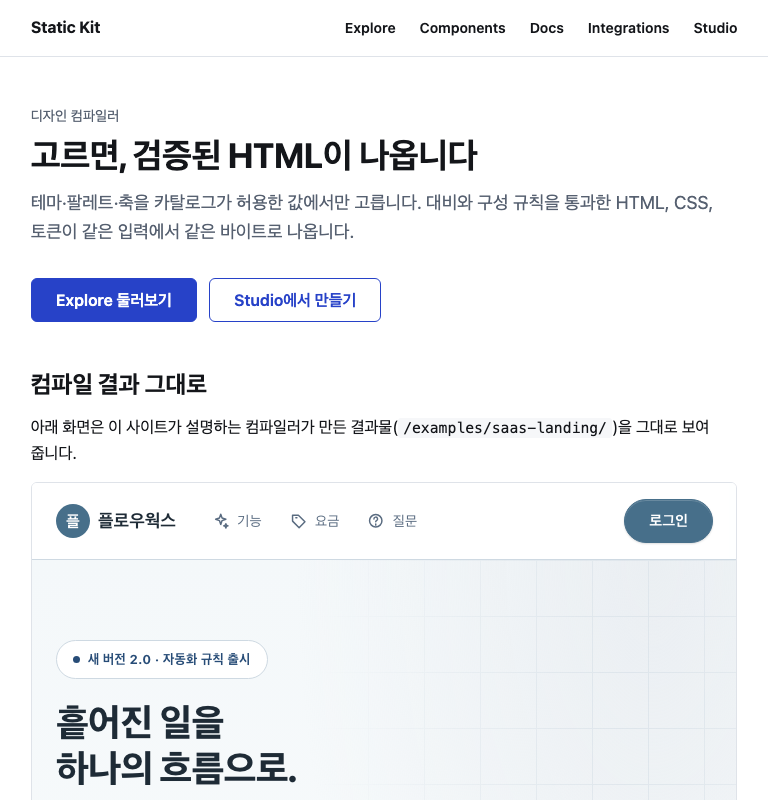 Static Kit
Explore Components Docs Integrations Studio
디자인 컴파일러
고르면, 검증된 HTML이 나옵니다
테마·팔레트·축을 카탈로그가 허용한 값에서만 고릅니다. 대비와 구성 규칙을 통과한 HTML, CSS,
토큰이 같은 입력에서 같은 바이트로 나옵니다.
Explore 둘러보기 Studio에서 만들기
컴파일 결과 그대로
아래 화면은 이 사이트가 설명하는 컴파일러가 만든 결과물( /examples/saas-landing/ )을 그대로 보여
줍니다.
플 플로우웍스 기능 요금 질문 로그인
새 버전 2.0 · 자동화 규칙 출시
흩어진 일을
하나의 흐름으로.